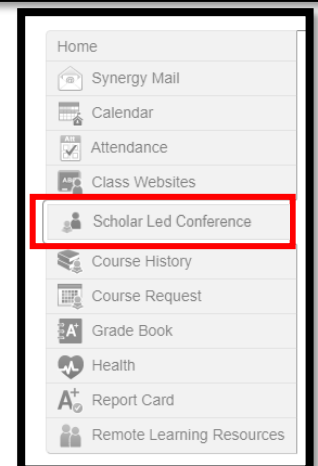 Home
Synergy Mail
Calendar
Attendance
Class Websites
Scholar Led Conference
Course History
Course Request
Grade Book
Health
Report Card
Remote Learning Resources